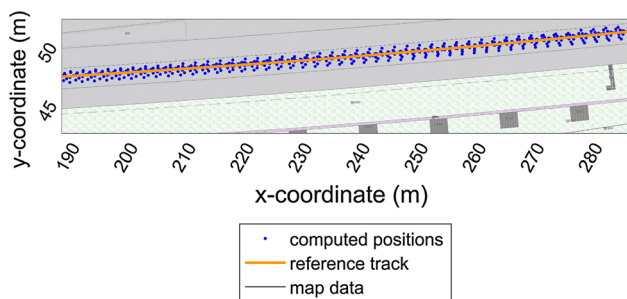 y-coordinate (m)
50
45
190
200
210
220
230
240
250
260
270
280
x-coordinate (m)
computed positions
reference track
map data